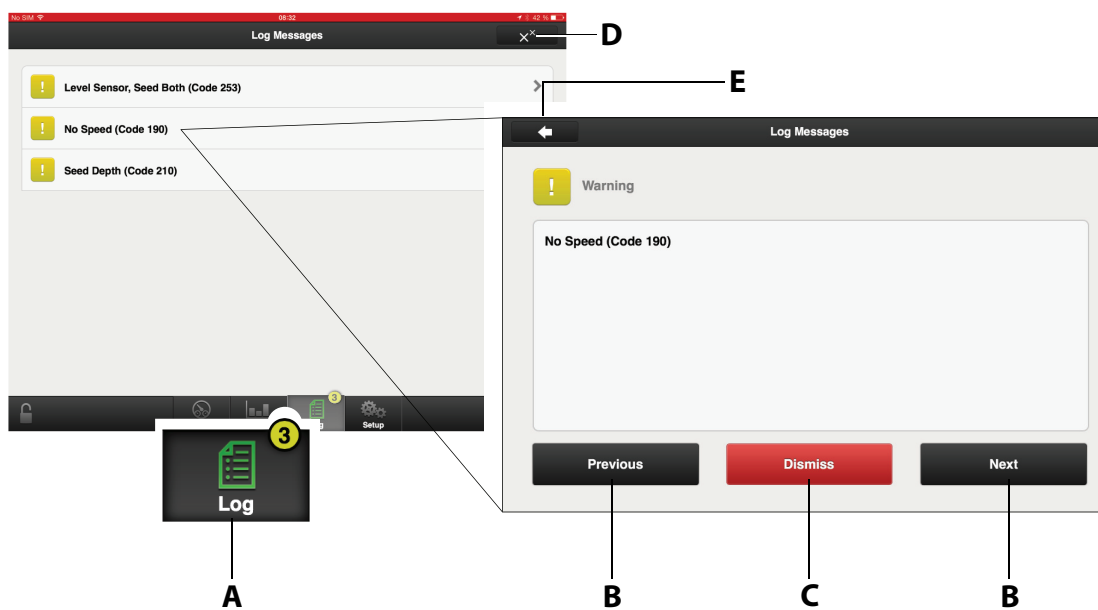 No SIM 08:32 42 %
Log Messages
D
Level Sensor, Seed Both (Code 253)
E
No Speed (Code 190)
Log Messages
Seed Depth (Code 210)
! Warning
No Speed (Code 190)
3
Setup
3
Log
Previous Dismiss Next
A B C B